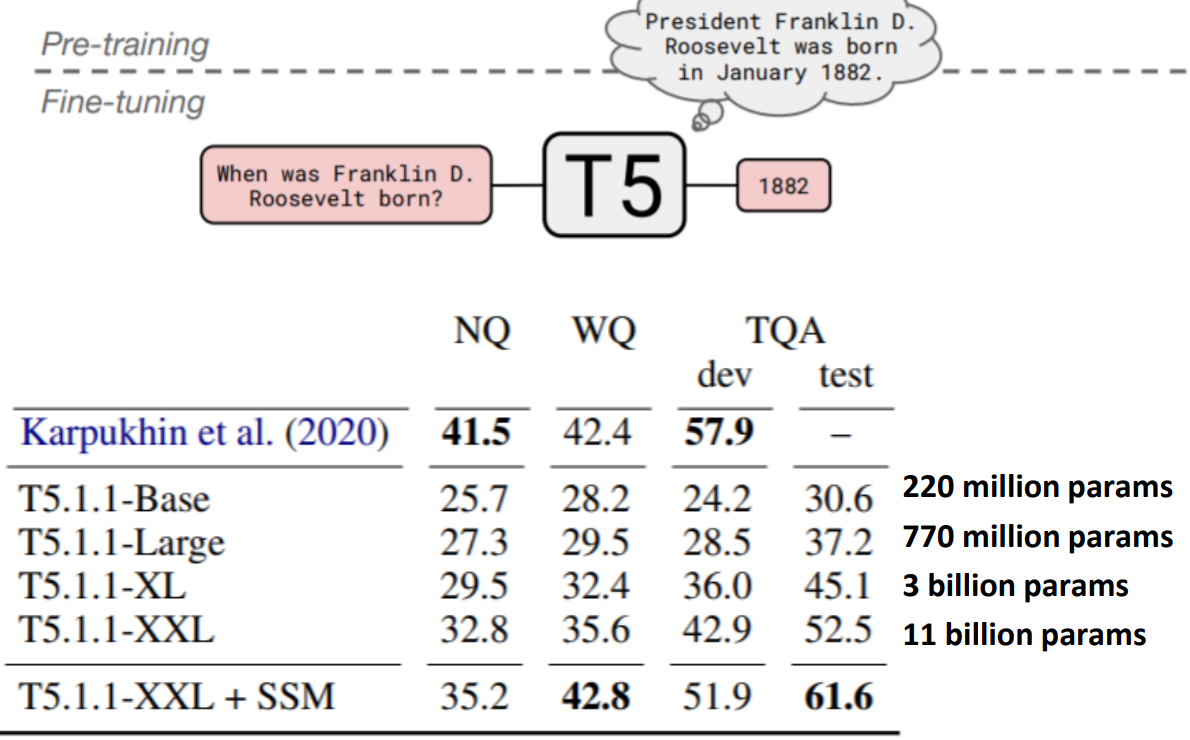 President Franklin D.
Roosevelt was born
in January 1882.
Pre-training
Fine-tuning
When was Franklin D.
Roosevelt born?
T5
1882
NQ WQ TQA
dev test
Karpukhin et al. (2020) 41.5 42.4 57.9 –
T5.1.1-Base 25.7 28.2 24.2 30.6 220 million params
T5.1.1-Large 27.3 29.5 28.5 37.2 770 million params
T5.1.1-XL 29.5 32.4 36.0 45.1 3 billion params
T5.1.1-XXL 32.8 35.6 42.9 52.5 11 billion params
T5.1.1-XXL + SSM 35.2 42.8 51.9 61.6